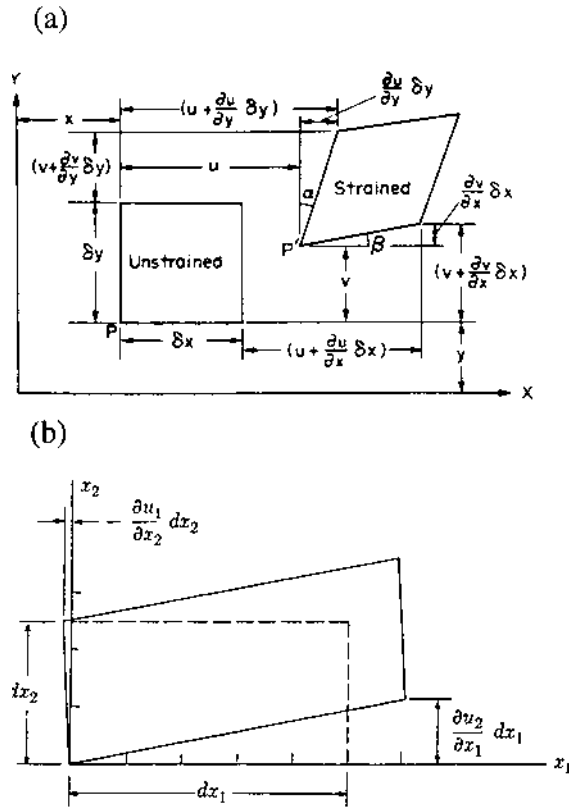 (a)
Y
x
(u + ∂u/∂y δy)
∂u/∂y δy
(v + ∂v/∂y δy)
u
α
Strained
∂v/∂x δx
δy
Unstrained
P'
β
v
(v + ∂v/∂x δx)
P
δx
(u + ∂u/∂x δx)
y
X
(b)
x₂
- ∂u₁/∂x₂ dx₂
dx₂
∂u₂/∂x₁ dx₁
dx₁
x₁